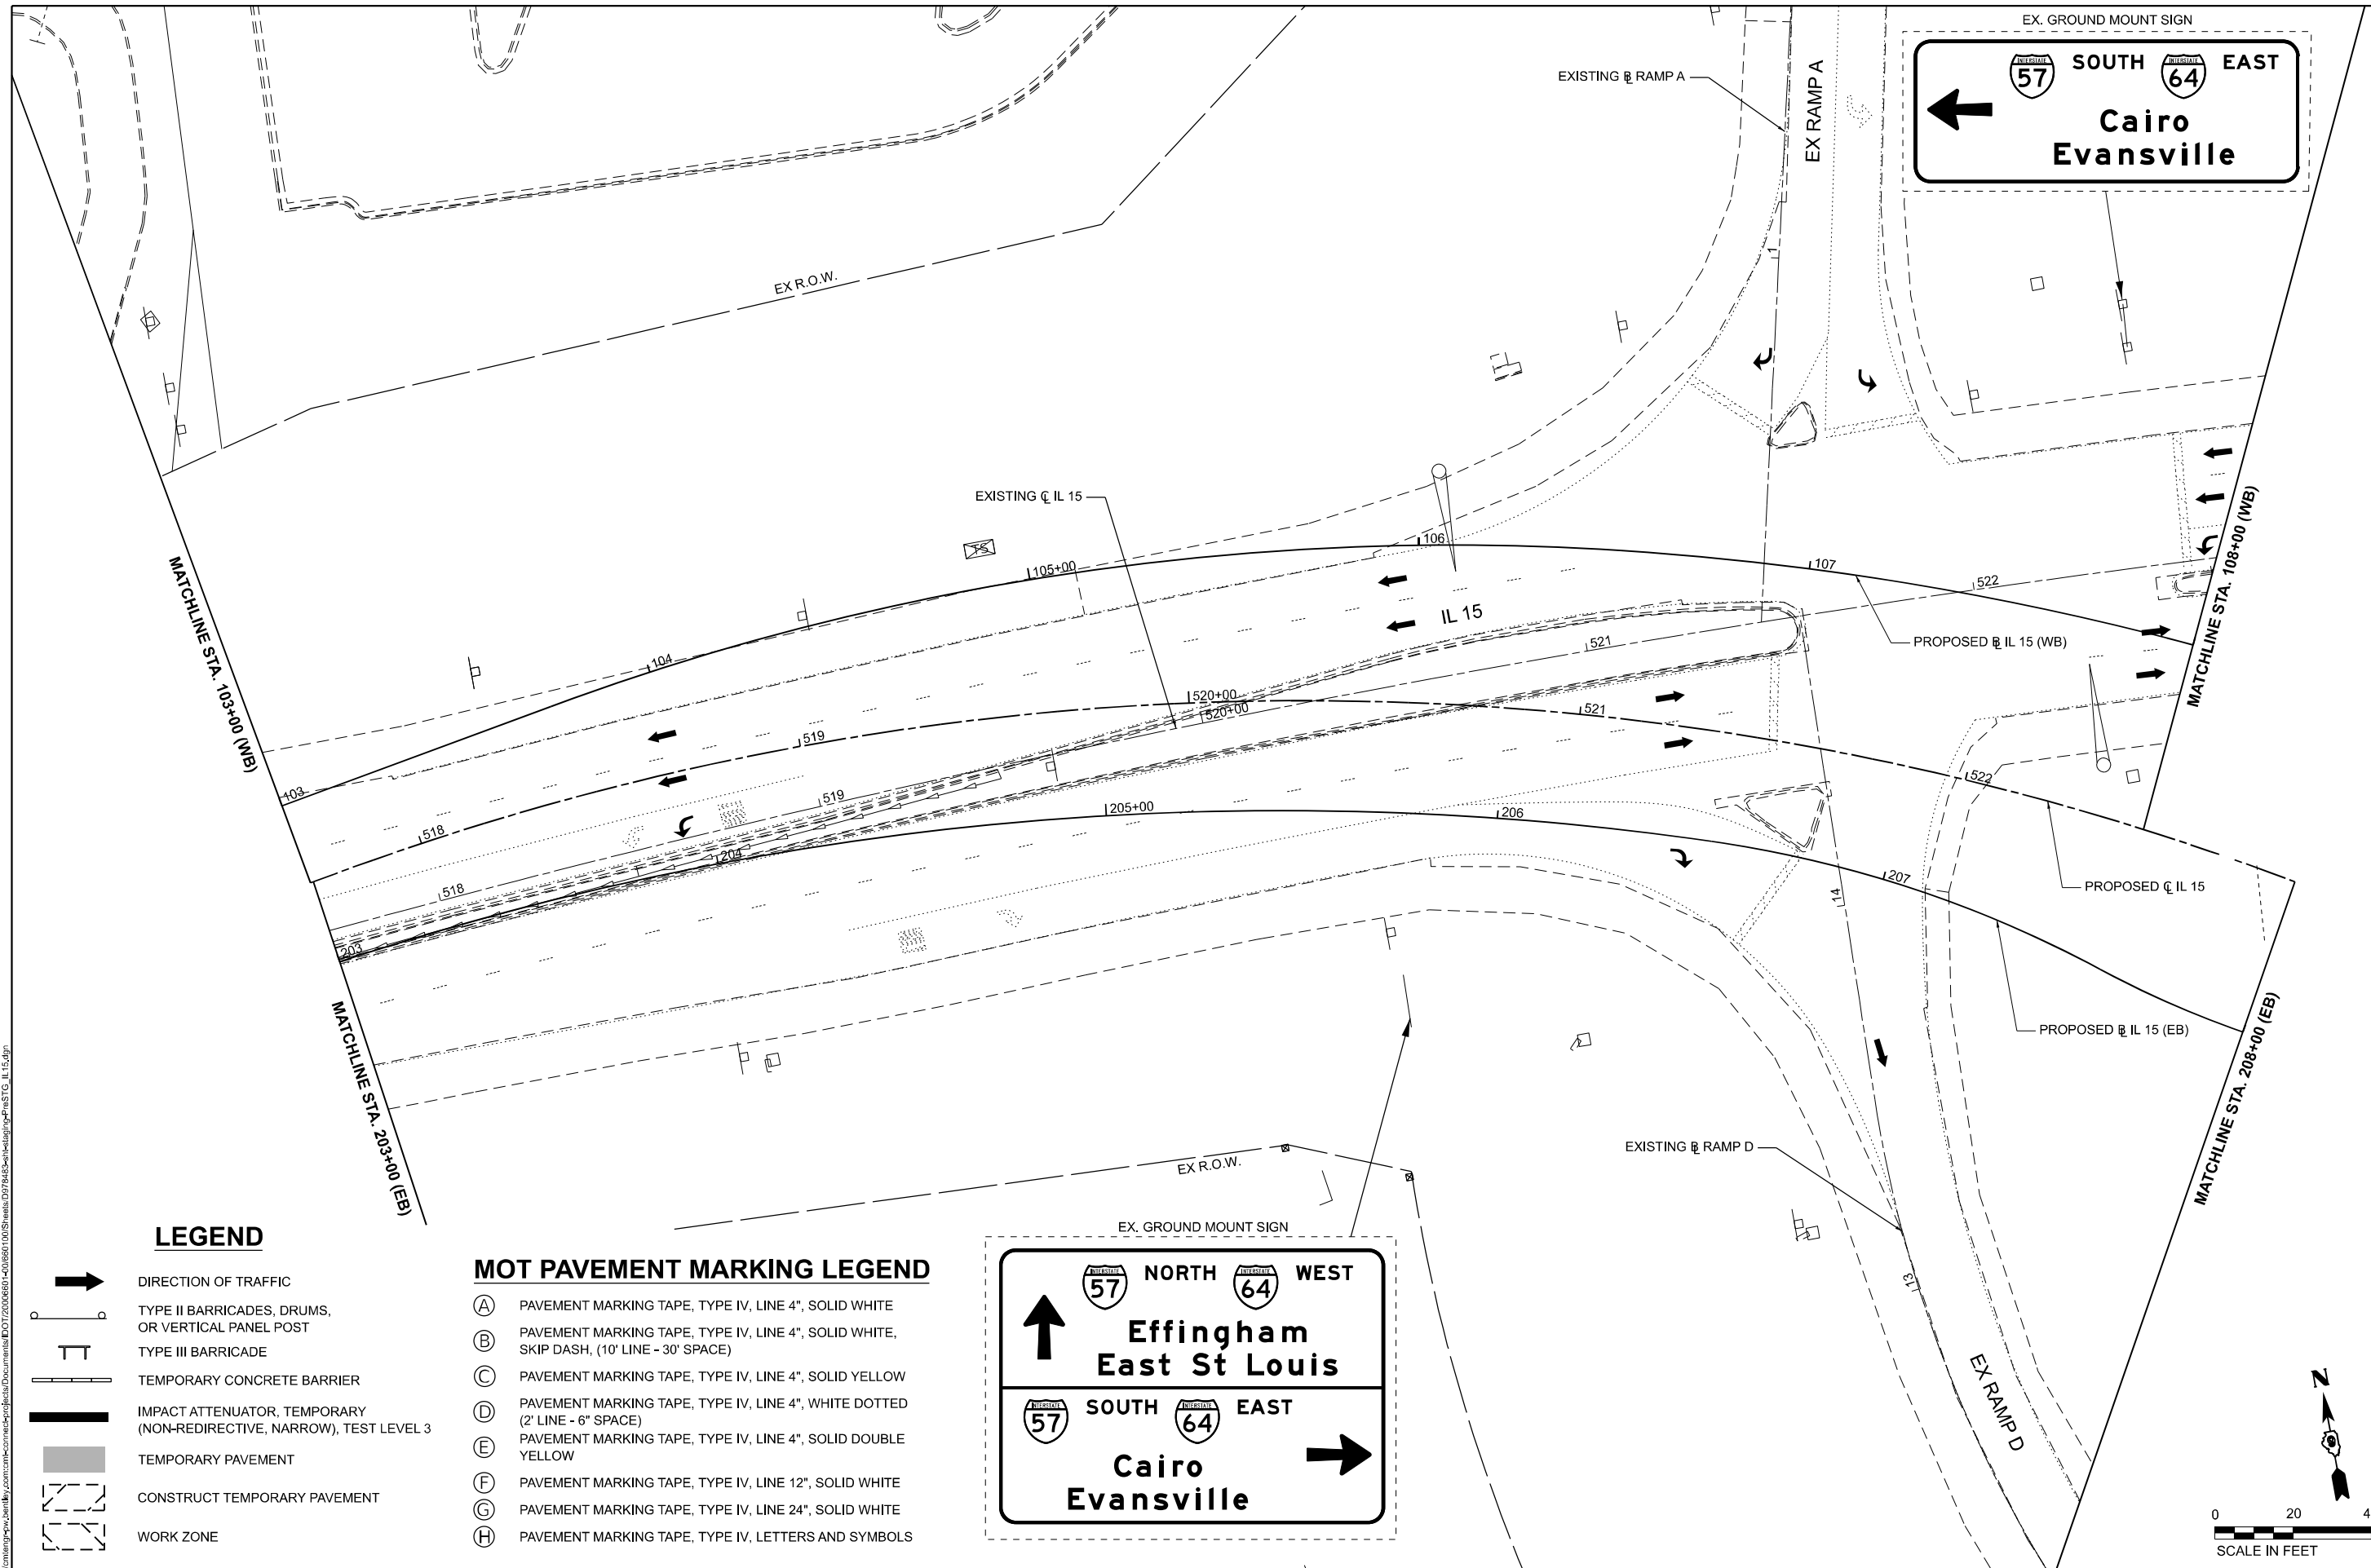 EX. GROUND MOUNT SIGN
INTERSTATE 57 SOUTH INTERSTATE 64 EAST
Cairo
Evansville
EXISTING ℄ RAMP A
EX RAMP A
1
EX R.O.W.
EXISTING ℄ IL 15
TS
MATCHLINE STA. 103+00 (WB)
MATCHLINE STA. 108+00 (WB)
103
104
105+00
106
107
522
IL 15
521
PROPOSED ℄ IL 15 (WB)
518
519
520+00
520+00
521
522
518
519
203
204
205+00
206
207
14
PROPOSED ℄ IL 15
PROPOSED ℄ IL 15 (EB)
MATCHLINE STA. 203+00 (EB)
MATCHLINE STA. 208+00 (EB)
EXISTING ℄ RAMP D
13
EX RAMP D
EX R.O.W.
LEGEND
DIRECTION OF TRAFFIC
TYPE II BARRICADES, DRUMS,
OR VERTICAL PANEL POST
TYPE III BARRICADE
TEMPORARY CONCRETE BARRIER
IMPACT ATTENUATOR, TEMPORARY
(NON-REDIRECTIVE, NARROW), TEST LEVEL 3
TEMPORARY PAVEMENT
CONSTRUCT TEMPORARY PAVEMENT
WORK ZONE
MOT PAVEMENT MARKING LEGEND
A PAVEMENT MARKING TAPE, TYPE IV, LINE 4", SOLID WHITE
B PAVEMENT MARKING TAPE, TYPE IV, LINE 4", SOLID WHITE,
SKIP DASH, (10' LINE - 30' SPACE)
C PAVEMENT MARKING TAPE, TYPE IV, LINE 4", SOLID YELLOW
D PAVEMENT MARKING TAPE, TYPE IV, LINE 4", WHITE DOTTED
(2' LINE - 6" SPACE)
E PAVEMENT MARKING TAPE, TYPE IV, LINE 4", SOLID DOUBLE
YELLOW
F PAVEMENT MARKING TAPE, TYPE IV, LINE 12", SOLID WHITE
G PAVEMENT MARKING TAPE, TYPE IV, LINE 24", SOLID WHITE
H PAVEMENT MARKING TAPE, TYPE IV, LETTERS AND SYMBOLS
EX. GROUND MOUNT SIGN
INTERSTATE 57 NORTH INTERSTATE 64 WEST
Effingham
East St Louis
INTERSTATE 57 SOUTH INTERSTATE 64 EAST
Cairo
Evansville
N
0 20
SCALE IN FEET